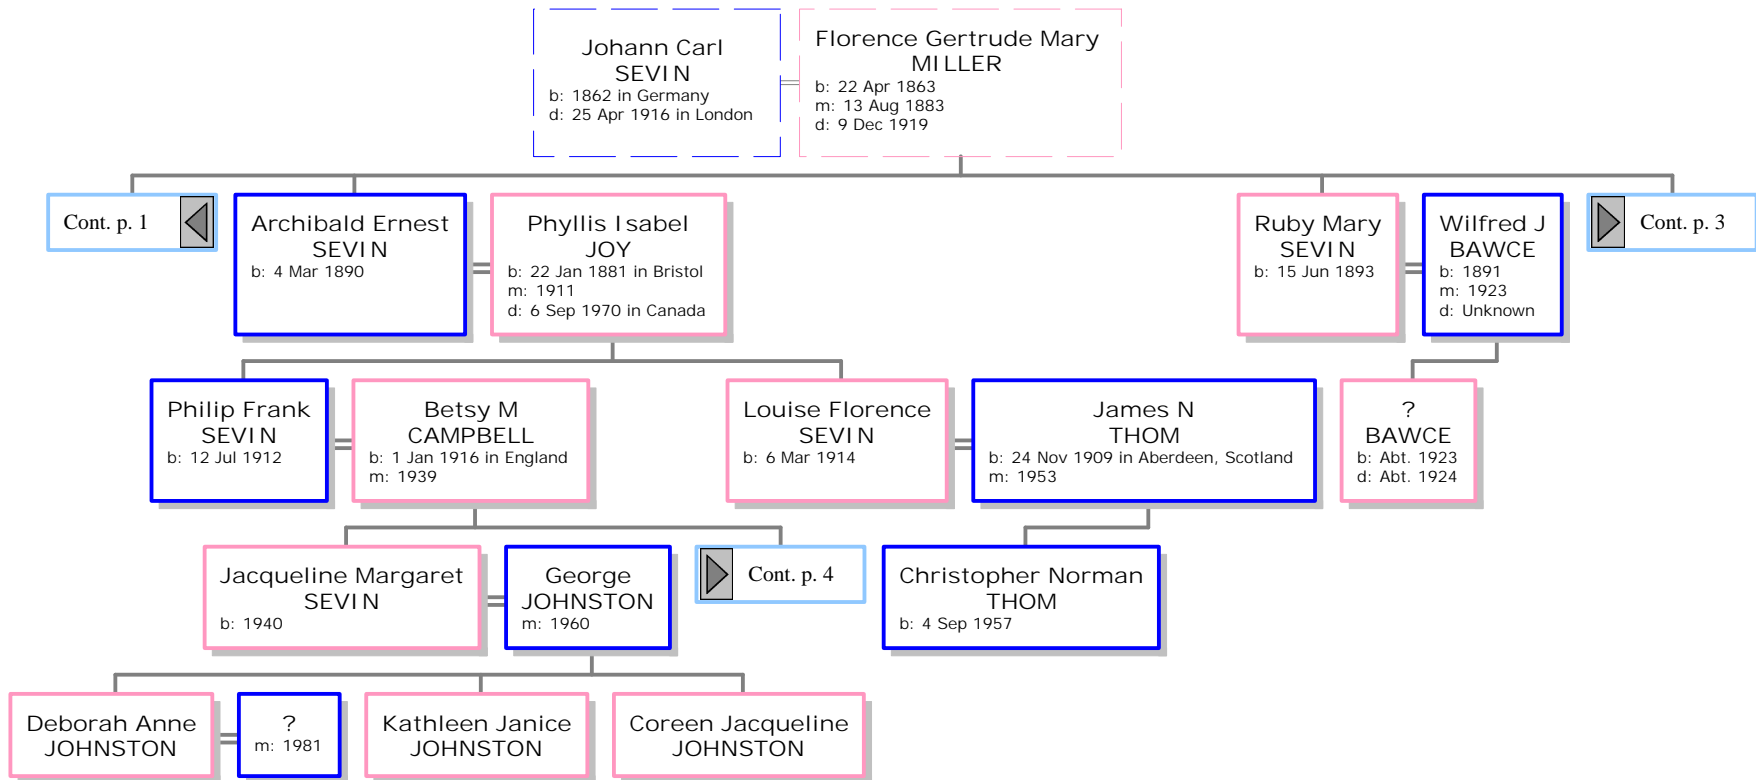 Johann Carl
SEVIN
b: 1862 in Germany
d: 25 Apr 1916 in London
Florence Gertrude Mary
MILLER
b: 22 Apr 1863
m: 13 Aug 1883
d: 9 Dec 1919
Cont. p. 1
Archibald Ernest
SEVIN
b: 4 Mar 1890
Phyllis Isabel
JOY
b: 22 Jan 1881 in Bristol
m: 1911
d: 6 Sep 1970 in Canada
Ruby Mary
SEVIN
b: 15 Jun 1893
Wilfred J
BAWCE
b: 1891
m: 1923
d: Unknown
Cont. p. 3
Philip Frank
SEVIN
b: 12 Jul 1912
Betsy M
CAMPBELL
b: 1 Jan 1916 in England
m: 1939
Louise Florence
SEVIN
b: 6 Mar 1914
James N
THOM
b: 24 Nov 1909 in Aberdeen, Scotland
m: 1953
?
BAWCE
b: Abt. 1923
d: Abt. 1924
Jacqueline Margaret
SEVIN
b: 1940
George
JOHNSTON
m: 1960
Cont. p. 4
Christopher Norman
THOM
b: 4 Sep 1957
Deborah Anne
JOHNSTON
?
m: 1981
Kathleen Janice
JOHNSTON
Coreen Jacqueline
JOHNSTON